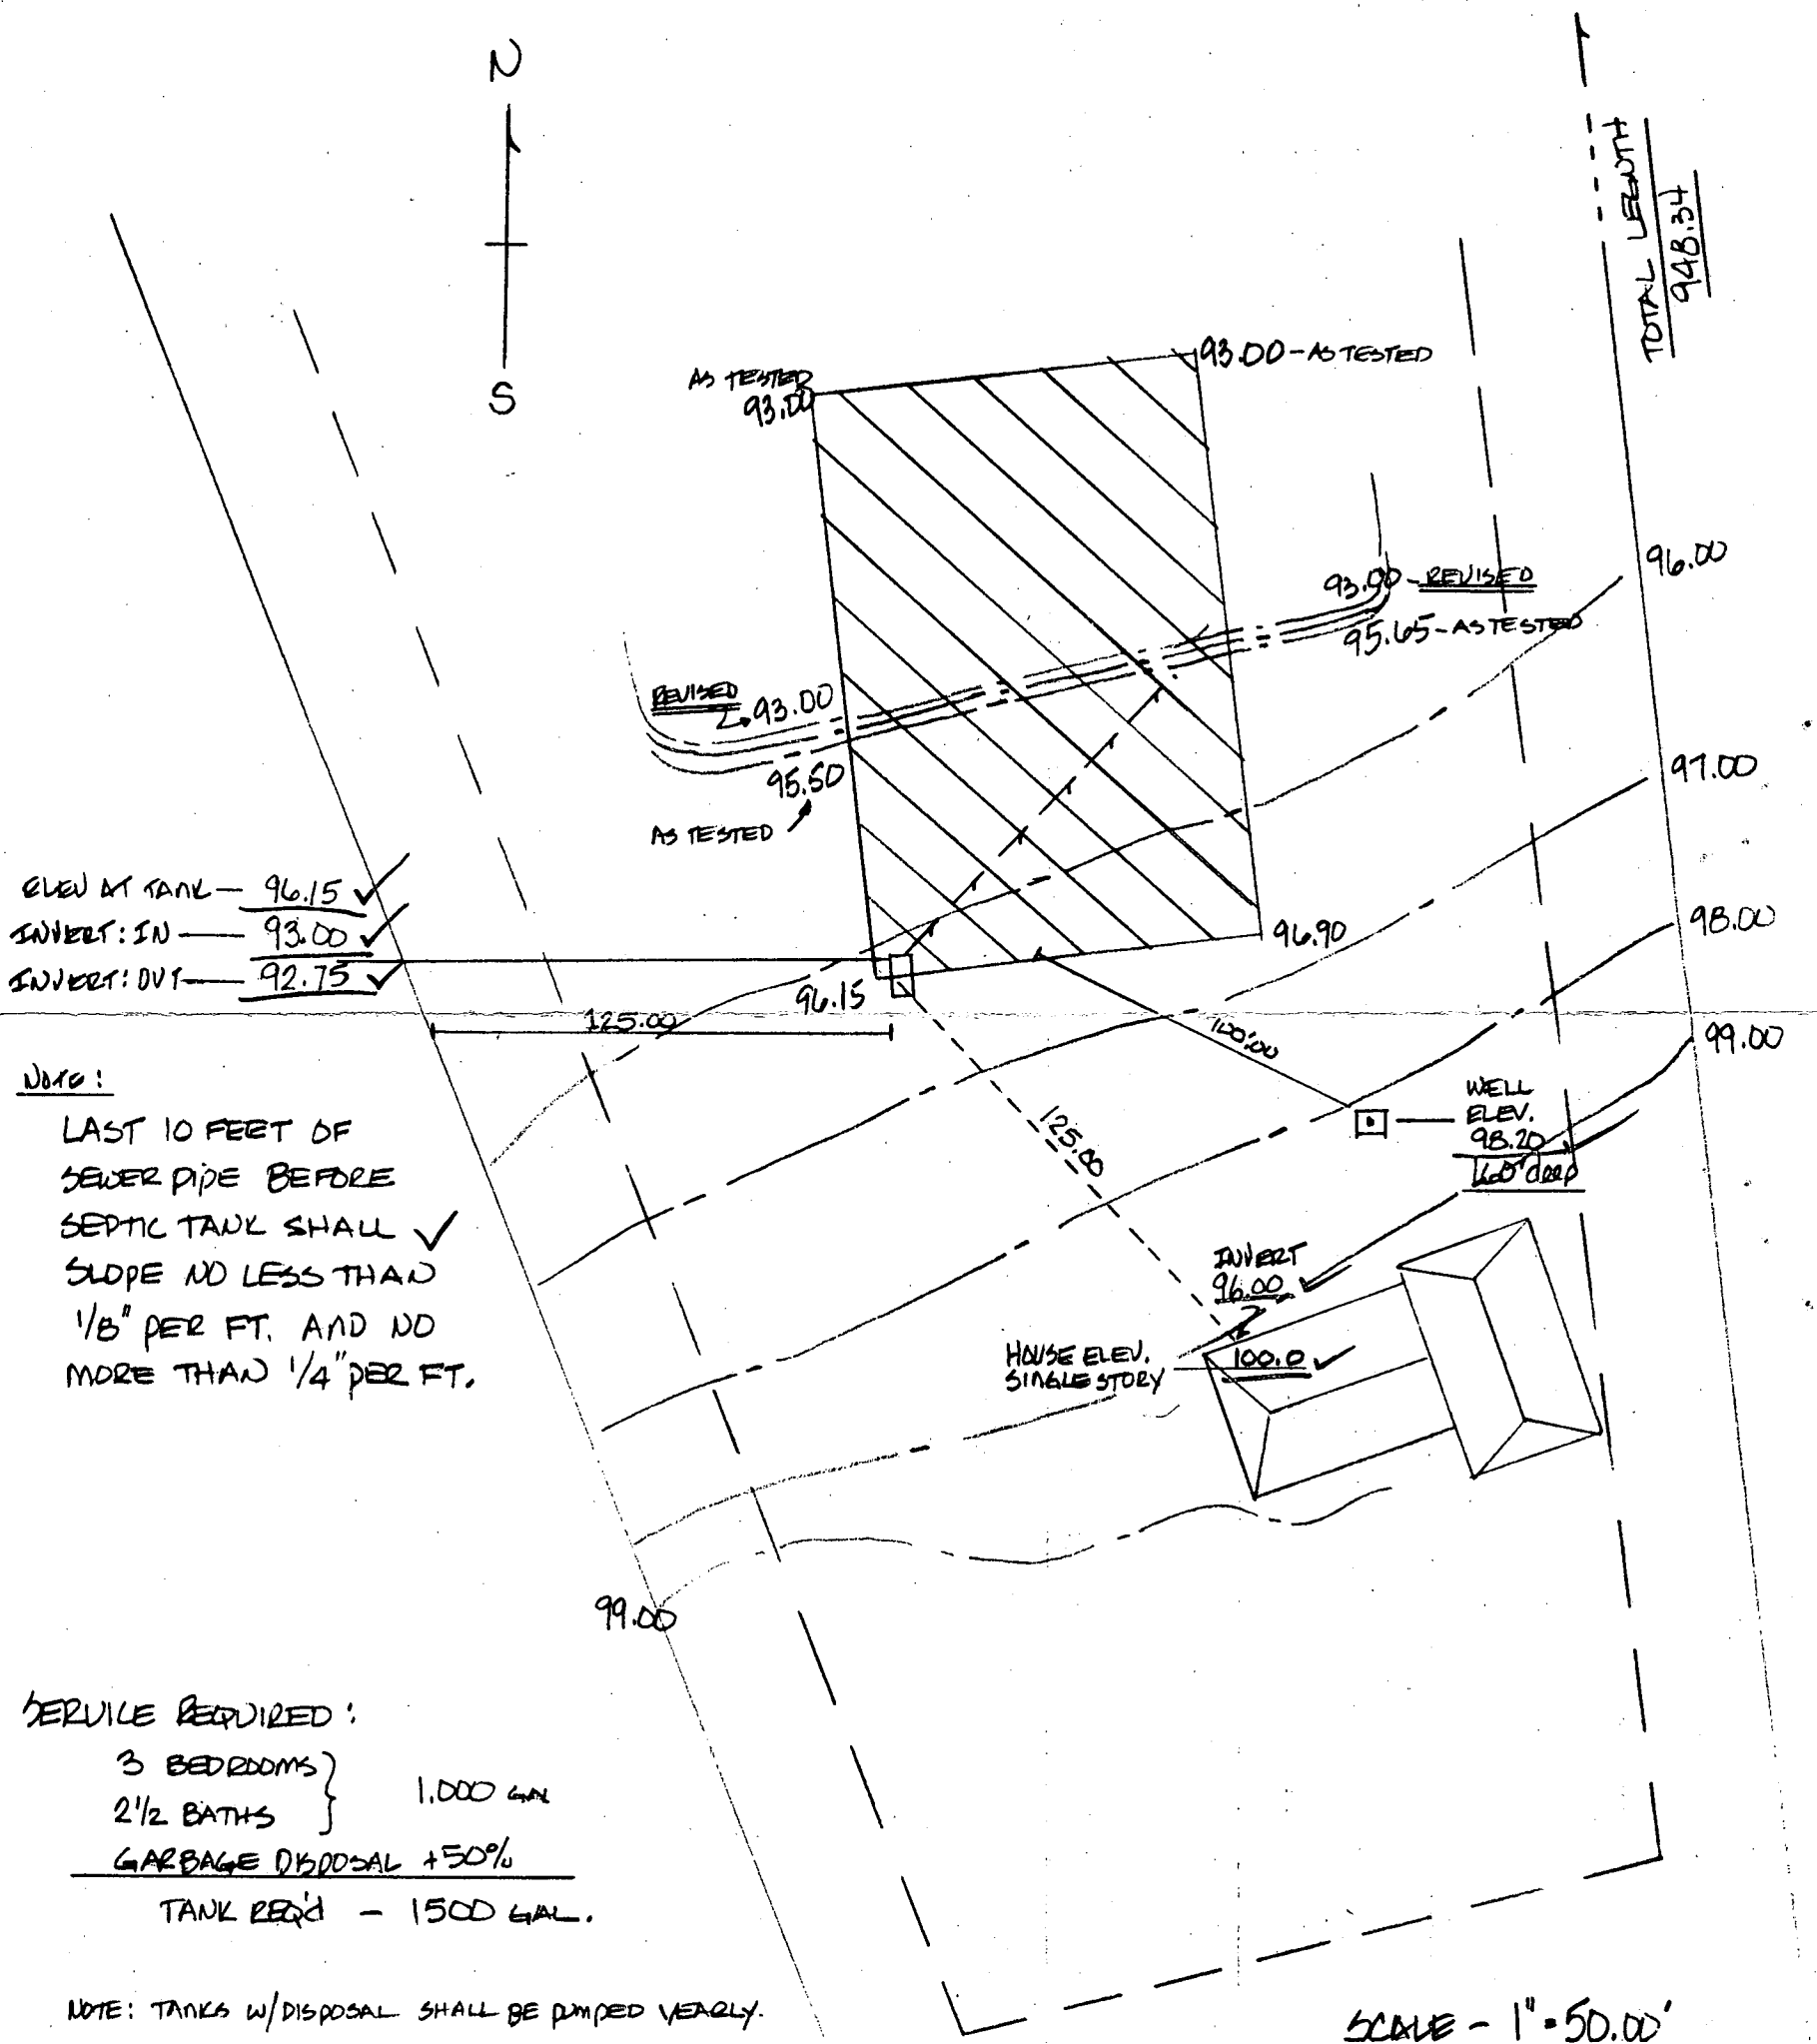 N
S
TOTAL LEGNTH
948.34
AS TESTED
93.00
93.00 - AS TESTED
96.00
93.00 - REVISED
95.65 - AS TESTED
REVISED
93.00
95.50
AS TESTED
97.00
ELEV AT TANK — 96.15 ✓
INVERT: IN — 93.00 ✓
INVERT: OUT — 92.75 ✓
98.00
96.90
96.15
125.00
100.00
99.00
NOTE:
LAST 10 FEET OF
SEWER PIPE BEFORE
SEPTIC TANK SHALL ✓
SLOPE NO LESS THAN
1/8" PER FT. AND NO
MORE THAN 1/4" PER FT.
WELL
ELEV.
98.20
deep
125.00
INVERT
96.00 ✓
HOUSE ELEV.
SINGLE STORY
100.0 ✓
99.00
SERVICE REQUIRED:
3 BEDROOMS }
2 1/2 BATHS } 1.000 GAL
GARBAGE DISPOSAL +50%
TANK REQ'd - 1500 GAL.
NOTE: TANKS W/DISPOSAL SHALL BE PUMPED YEARLY.
SCALE - 1" = 50.00'